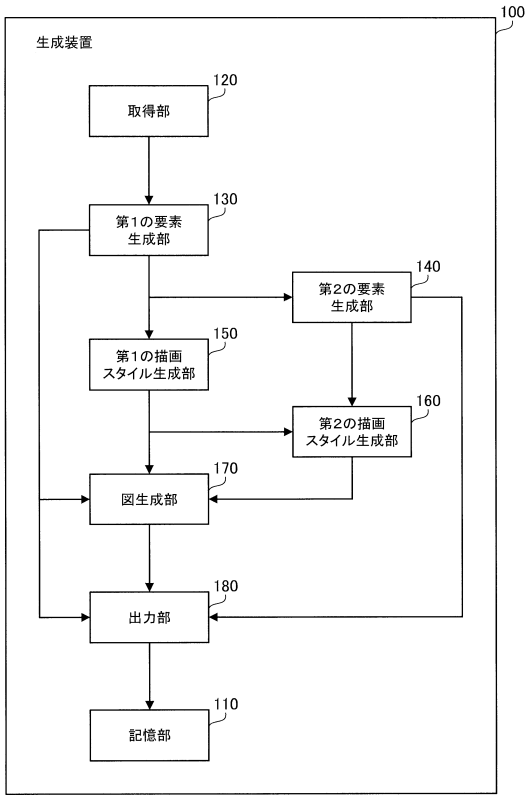 100
生成装置
120
取得部
130
第1の要素
生成部
140
第2の要素
生成部
150
第1の描画
スタイル生成部
160
第2の描画
スタイル生成部
170
図生成部
180
出力部
110
記憶部